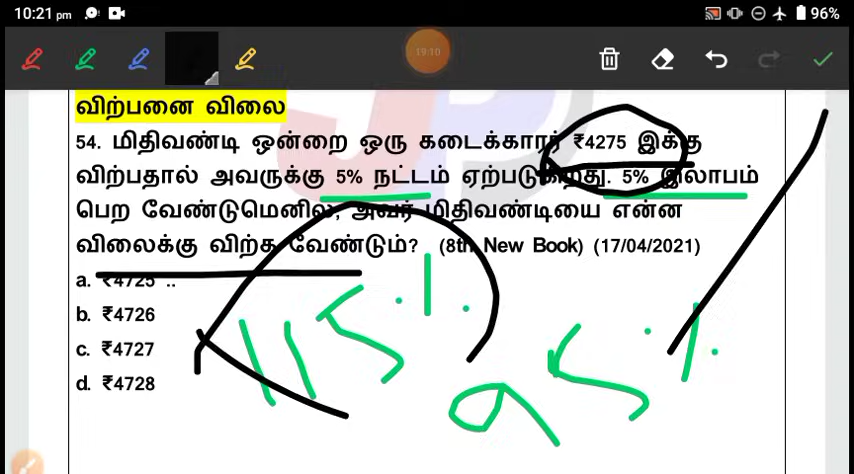 10:21 pm
96%
19:10
விற்பனை விலை
54. மிதிவண்டி ஒன்றை ஒரு கடைக்காரர் ₹4275 இக்கு
விற்பதால் அவருக்கு 5% நட்டம் ஏற்படுகிறது. 5% இலாபம்
பெற வேண்டுமெனில், அவர் மிதிவண்டியை என்ன
விலைக்கு விற்க வேண்டும்? (8th New Book) (17/04/2021)
a. ₹4725 ..
b. ₹4726
c. ₹4727
d. ₹4728
95%